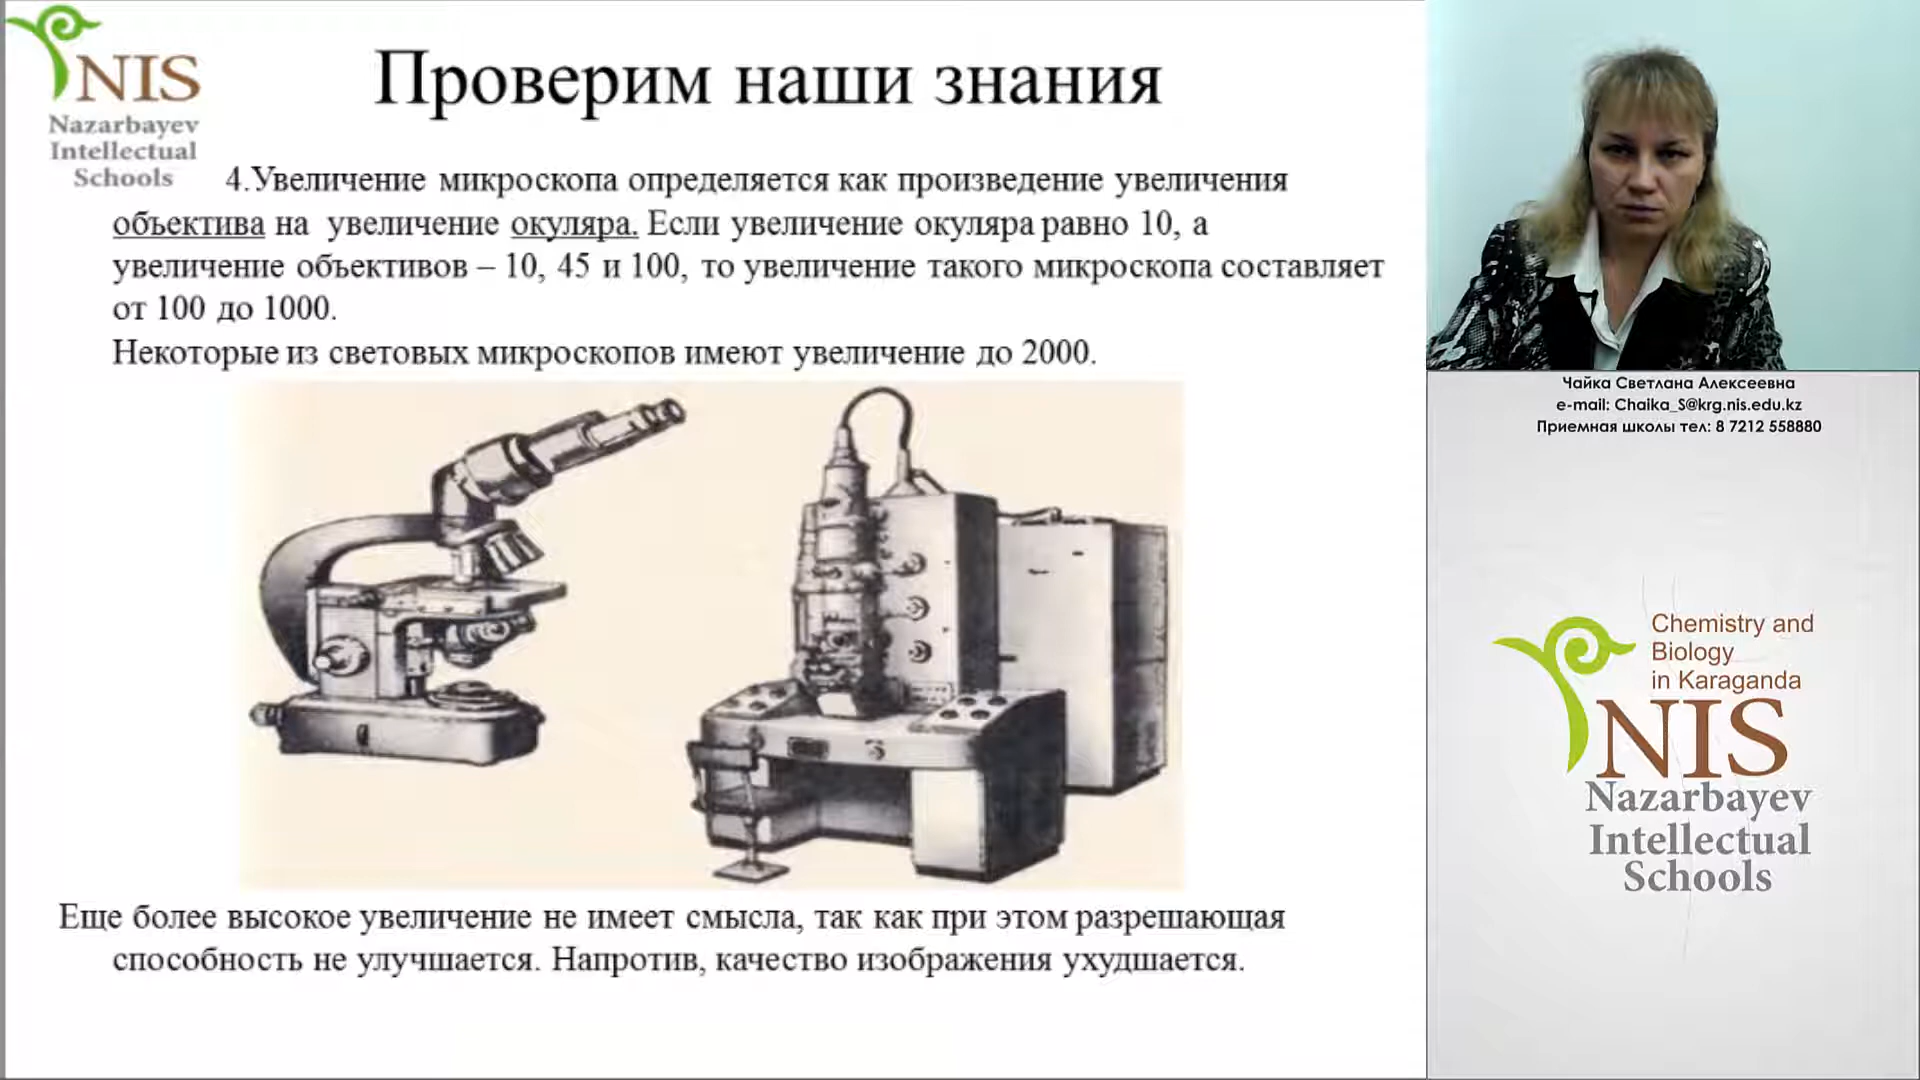 NIS
Nazarbayev
Intellectual
Schools
Проверим наши знания
4.Увеличение микроскопа определяется как произведение увеличения
объектива на увеличение окуляра. Если увеличение окуляра равно 10, а
увеличение объективов – 10, 45 и 100, то увеличение такого микроскопа составляет
от 100 до 1000.
Некоторые из световых микроскопов имеют увеличение до 2000.
Еще более высокое увеличение не имеет смысла, так как при этом разрешающая
способность не улучшается. Напротив, качество изображения ухудшается.
Чайка Светлана Алексеевна
e-mail: Chaika_S@krg.nis.edu.kz
Приемная школы тел: 8 7212 558880
Chemistry and
Biology
in Karaganda
NIS
Nazarbayev
Intellectual
Schools